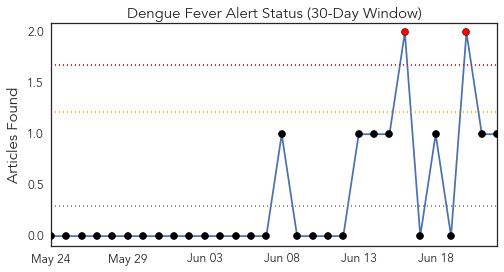 Dengue Fever Alert Status (30-Day Window)
2.0
1.5
1.0
0.5
0.0
Articles Found
May 24
May 29
Jun 03
Jun 08
Jun 13
Jun 18